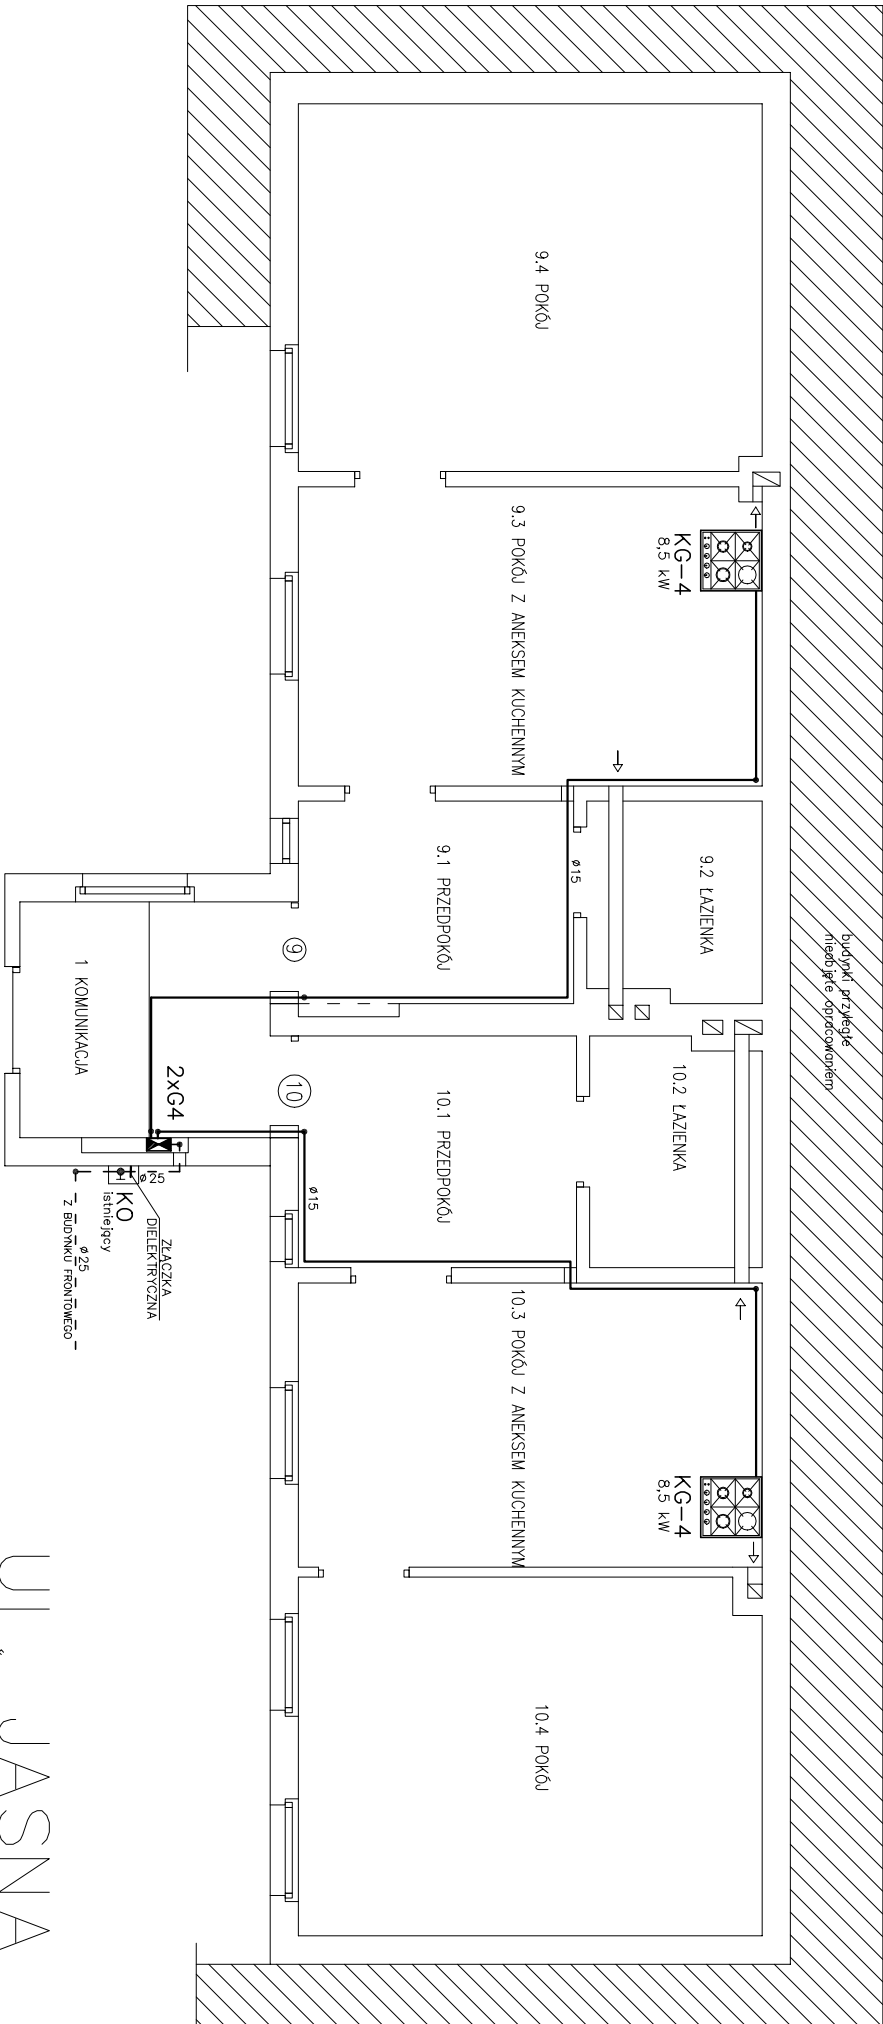 budynki przyległe
nieobjęte opracowaniem
9.4 POKÓJ
9.3 POKÓJ Z ANEKSEM KUCHENNYM
KG-4
8,5 kW
9.2 ŁAZIENKA
9.1 PRZEDPOKÓJ
ø15
9
10
10.2 ŁAZIENKA
10.1 PRZEDPOKÓJ
ø15
10.3 POKÓJ Z ANEKSEM KUCHENNYM
KG-4
8,5 kW
10.4 POKÓJ
1 KOMUNIKACJA
2xG4
ø25
KO
istniejący
ZŁĄCZKA
DIELEKTRYCZNA
ø25
Z BUDYNKU FRONTOWEGO
UL. JASNA